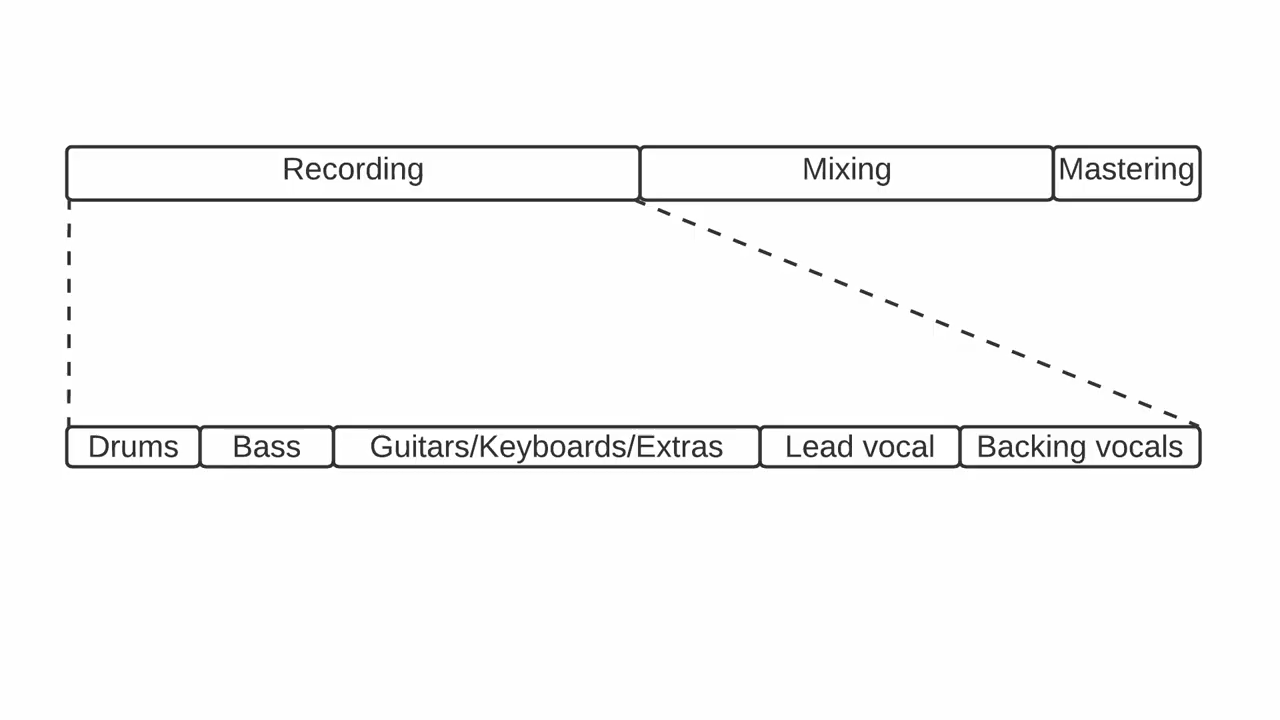 Recording Mixing Mastering
Drums Bass Guitars/Keyboards/Extras Lead vocal Backing vocals